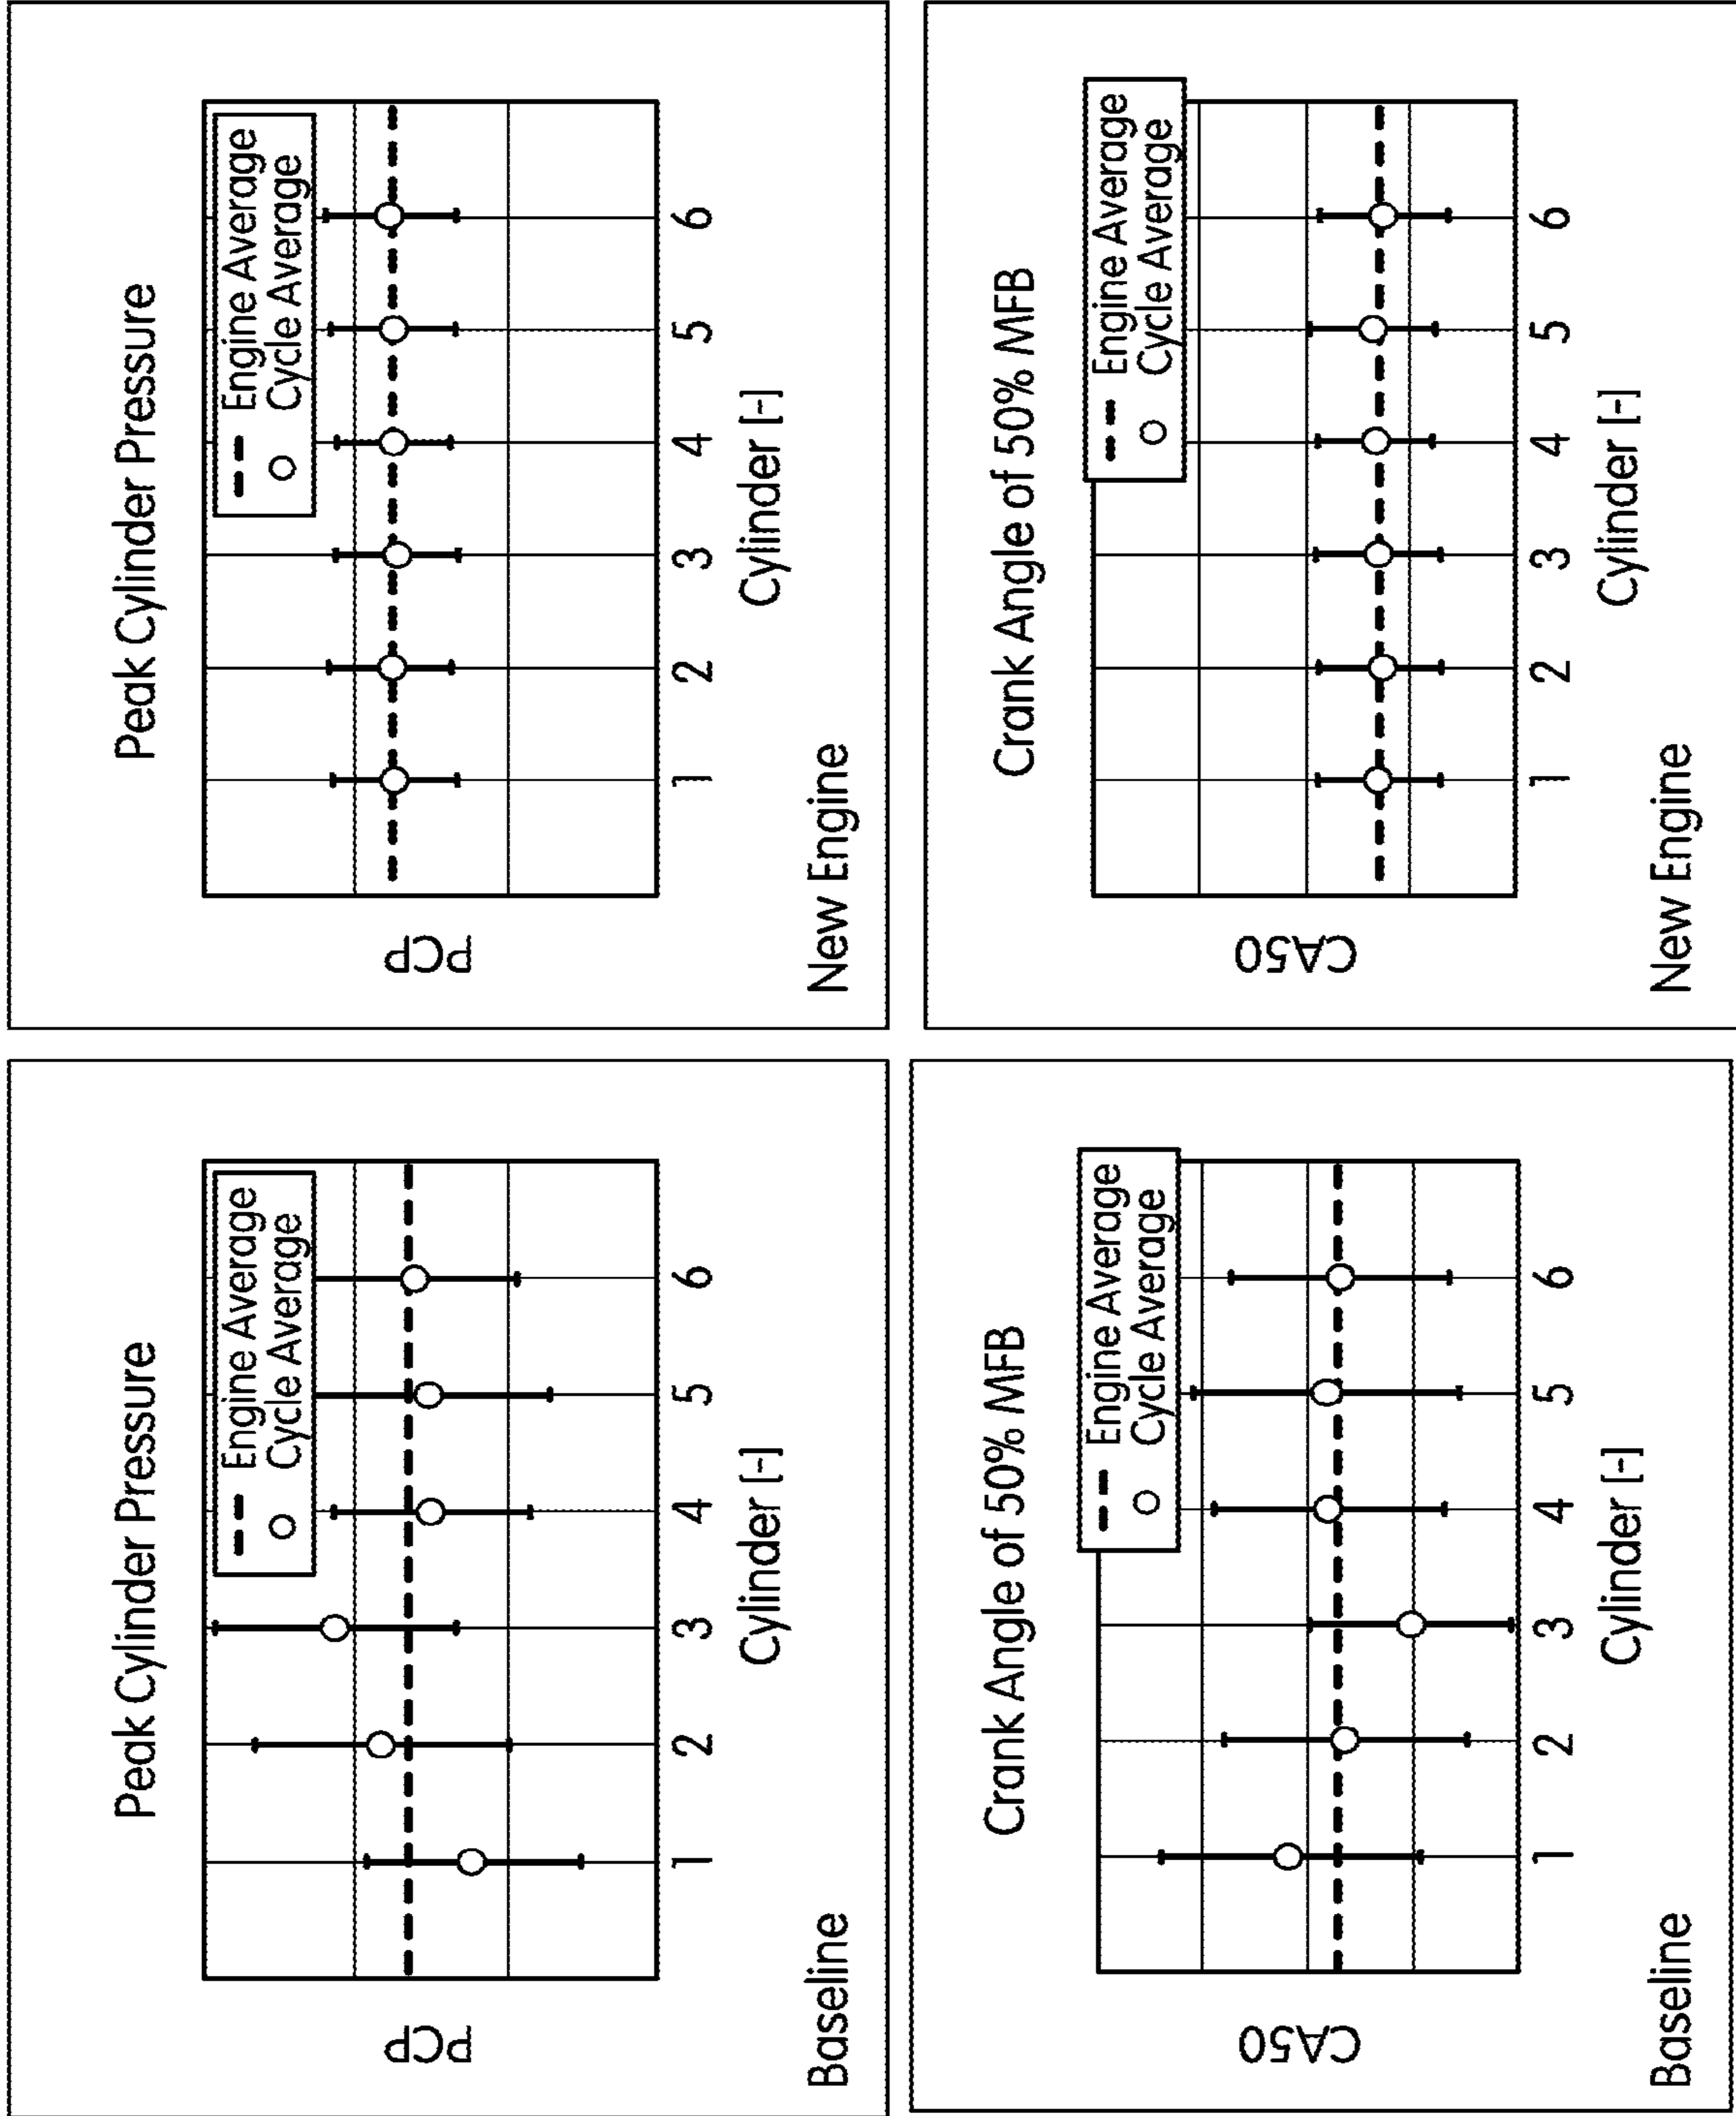 Peak Cylinder Pressure
PCP
Engine Average
Cycle Average
1 2 3 4 5 6
Cylinder [-]
Baseline
Peak Cylinder Pressure
PCP
Engine Average
Cycle Average
1 2 3 4 5 6
Cylinder [-]
New Engine
Crank Angle of 50% MFB
CA50
Engine Average
Cycle Average
1 2 3 4 5 6
Cylinder [-]
Baseline
Crank Angle of 50% MFB
CA50
Engine Average
Cycle Average
1 2 3 4 5 6
Cylinder [-]
New Engine